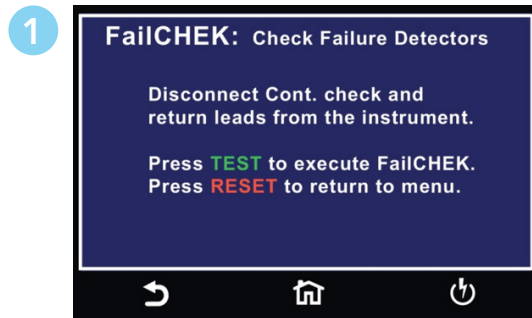 1
FailCHEK: Check Failure Detectors
Disconnect Cont. check and
return leads from the instrument.
Press TEST to execute FailCHEK.
Press RESET to return to menu.